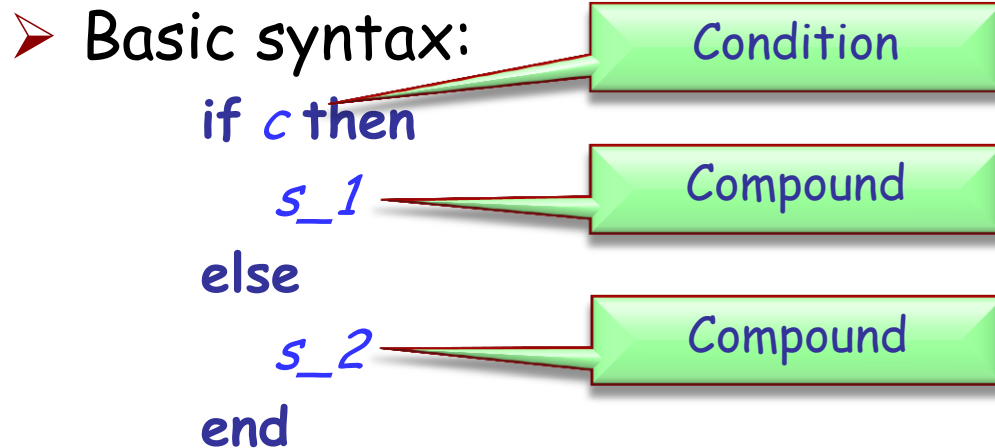 ➢ Basic syntax:
Condition
if c then
s_1
Compound
else
s_2
Compound
end